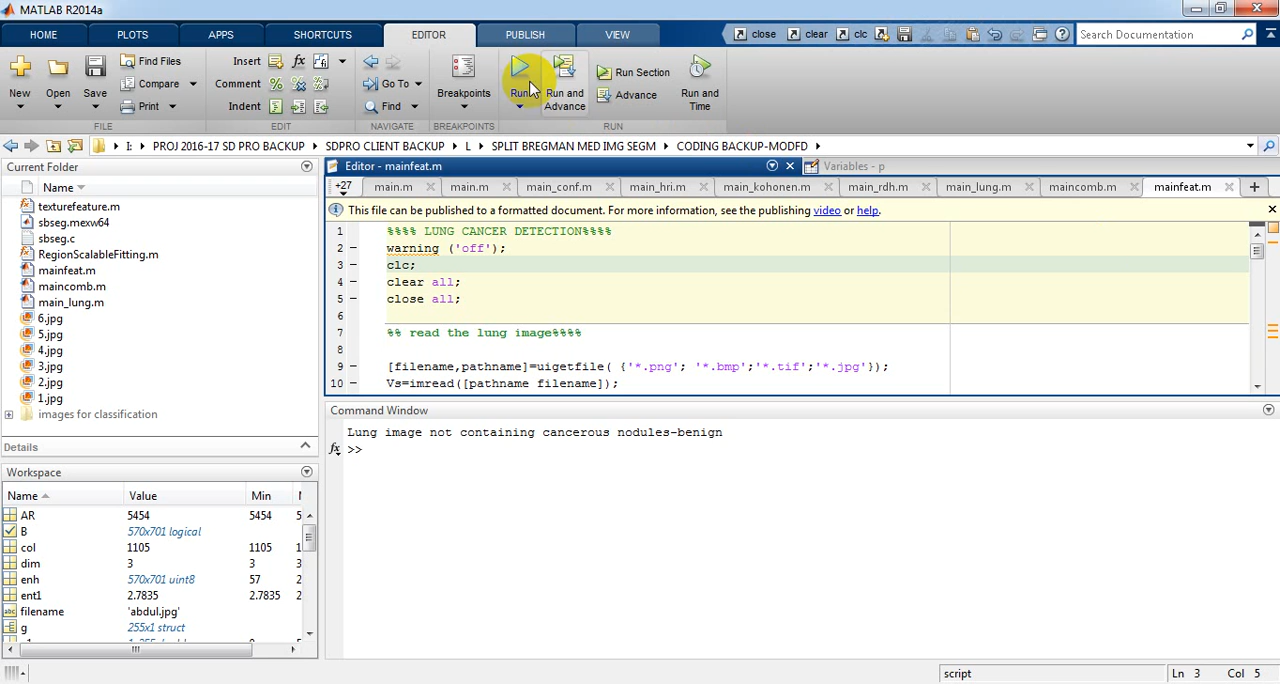 MATLAB R2014a
HOME PLOTS APPS SHORTCUTS EDITOR PUBLISH VIEW close clear clc Search Documentation
New Open Save Find Files Compare Print
Insert Comment Indent
Go To Find
Breakpoints Run Run and Advance Run Section Advance Run and Time
FILE EDIT NAVIGATE BREAKPOINTS RUN
I: PROJ 2016-17 SD PRO BACKUP SDPRO CLIENT BACKUP L SPLIT BREGMAN MED IMG SEGM CODING BACKUP-MODFD
Current Folder
Name
texturefeature.m
sbseg.mexw64
sbseg.c
RegionScalableFitting.m
mainfeat.m
maincomb.m
main_lung.m
6.jpg
5.jpg
4.jpg
3.jpg
2.jpg
1.jpg
images for classification
Details
Workspace
Name Value Min
AR 5454 5454
B 570x701 logical
col 1105 1105
dim 3 3
enh 570x701 uint8 57
ent1 2.7835 2.7835
filename 'abdul.jpg'
g 255x1 struct
Editor - mainfeat.m Variables - p
+27 main.m main.m main_conf.m main_hri.m main_kohonen.m main_rdh.m main_lung.m maincomb.m mainfeat.m
This file can be published to a formatted document. For more information, see the publishing video or help.
1 %%%% LUNG CANCER DETECTION%%%%
2 warning ('off');
3 clc;
4 clear all;
5 close all;
6
7 %% read the lung image%%%%
8
9 [filename,pathname]=uigetfile( {'*.png'; '*.bmp';'*.tif';'*.jpg'});
10 Vs=imread([pathname filename]);
Command Window
Lung image not containing cancerous nodules-benign
fx >>
script Ln 3 Col 5